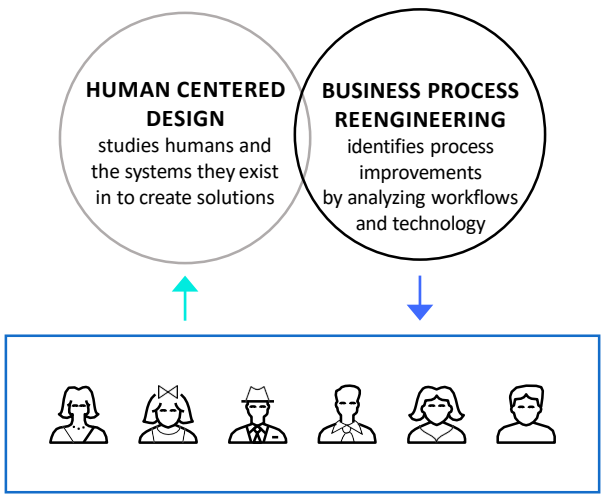 HUMAN CENTERED
DESIGN
studies humans and
the systems they exist
in to create solutions
BUSINESS PROCESS
REENGINEERING
identifies process
improvements
by analyzing workflows
and technology